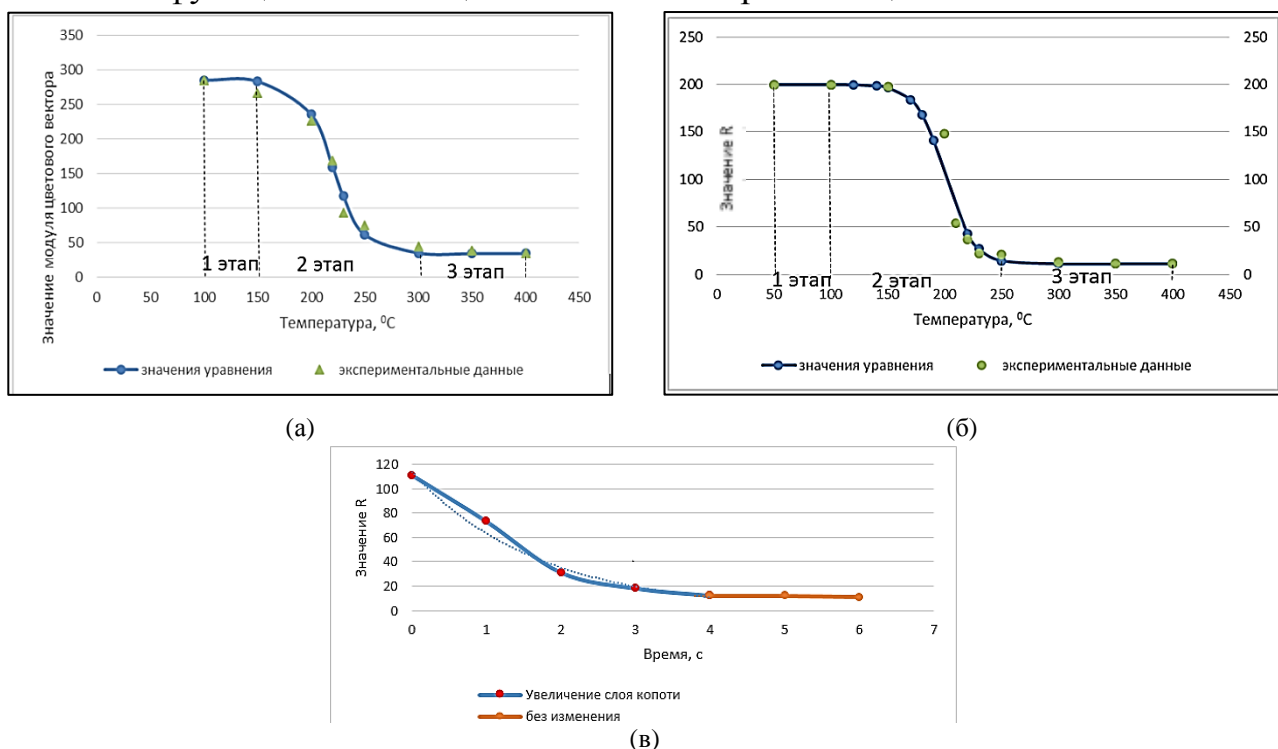 350
300
250
200
150
100
50
0
Значение модуля цветового вектора
1 этап
2 этап
3 этап
0 50 100 150 200 250 300 350 400 450
Температура, ⁰C
значения уравнения
экспериментальные данные
(а)
250
200
150
100
50
0
Значение R
250
200
150
100
50
0
1 этап
2 этап
3 этап
0 50 100 150 200 250 300 350 400 450
Температура, ⁰C
значения уравнения
экспериментальные данные
(б)
120
100
80
60
40
20
0
Значение R
0 1 2 3 4 5 6 7
Время, с
Увеличение слоя копоти
без изменения
(в)